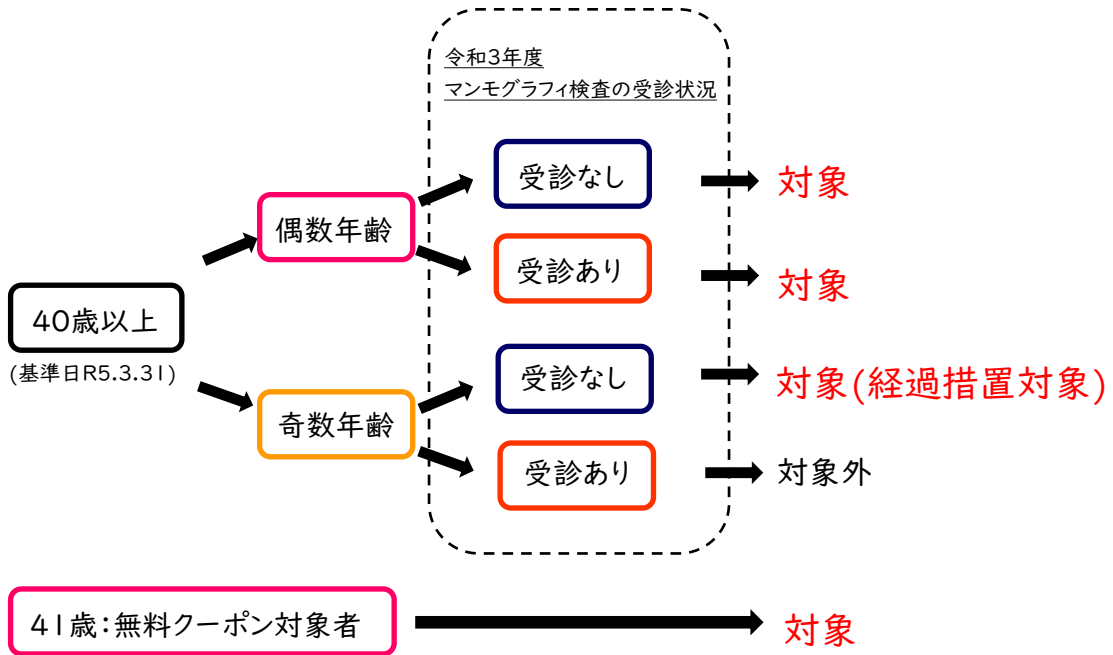 令和3年度
マンモグラフィ検査の受診状況
受診なし
対象
偶数年齢
受診あり
対象
40歳以上
(基準日R5.3.31)
受診なし
対象(経過措置対象)
奇数年齢
受診あり
対象外
41歳：無料クーポン対象者
対象